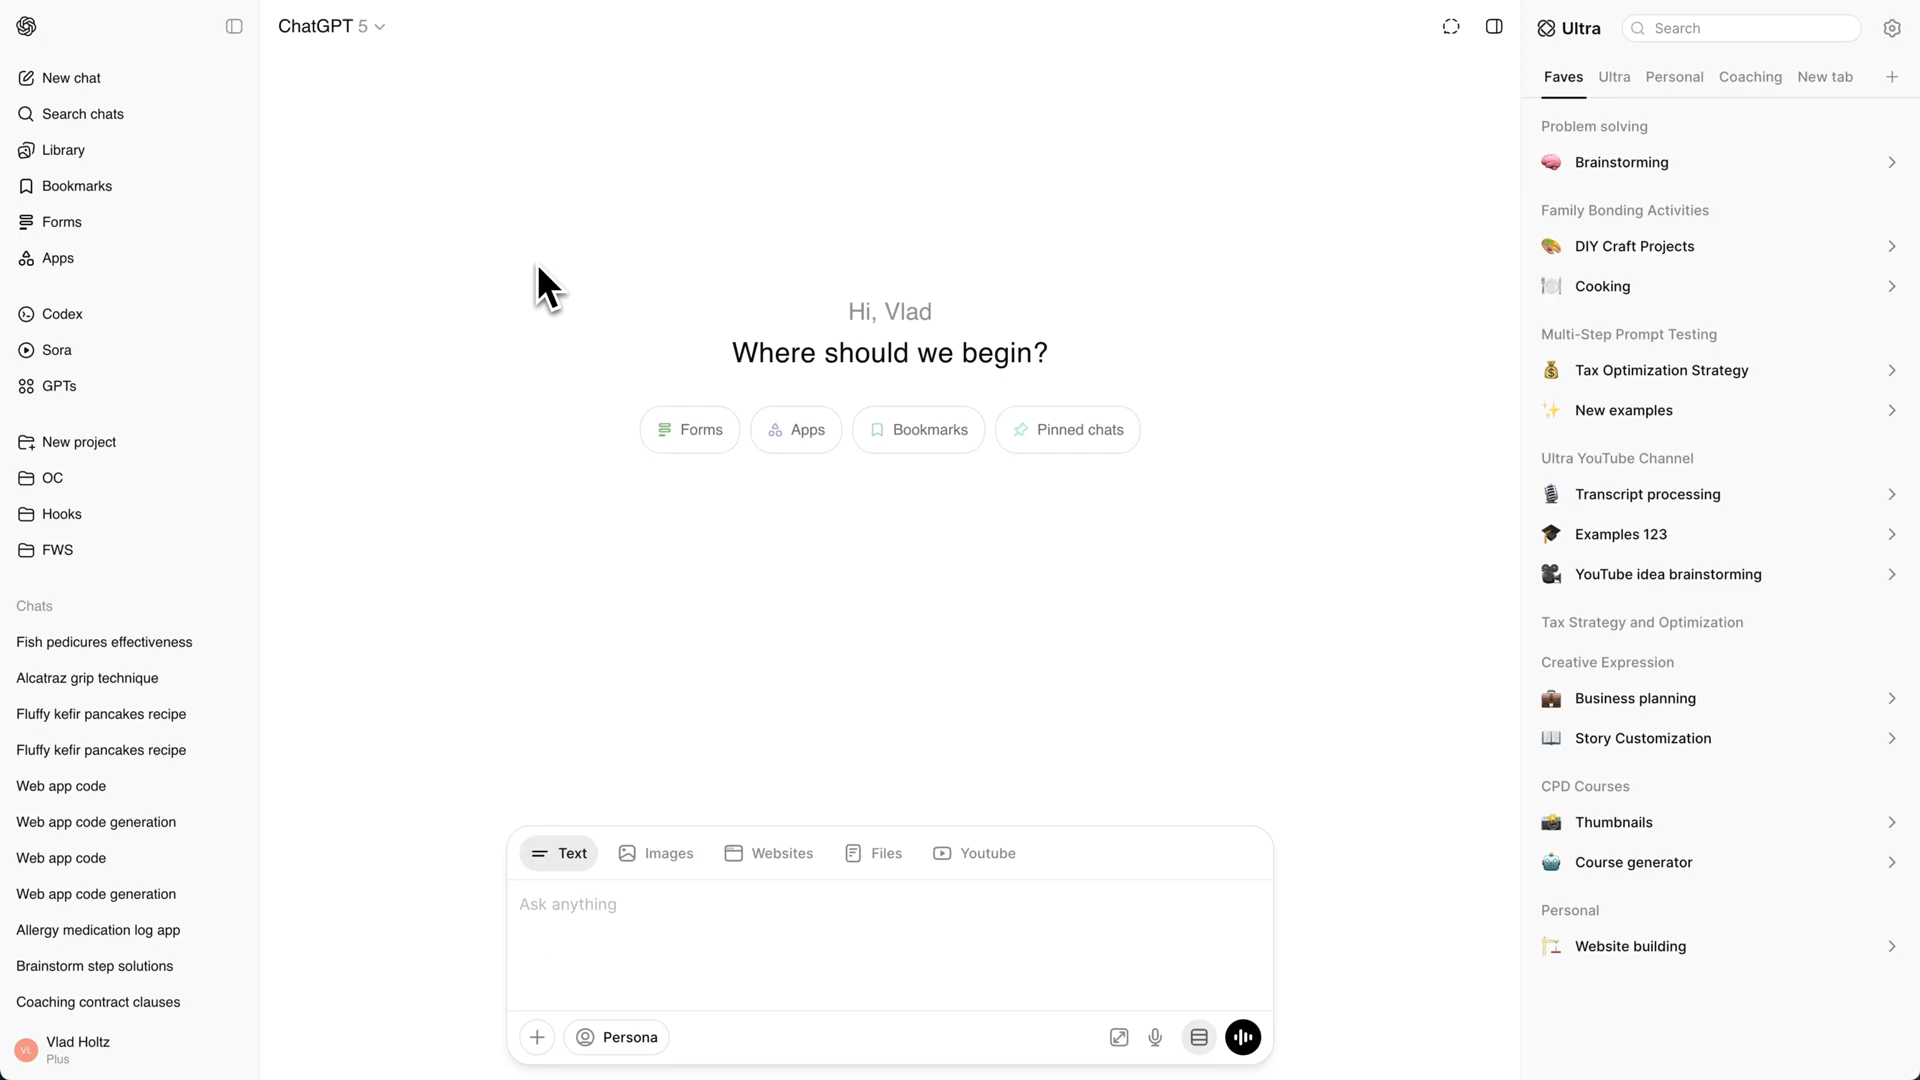 ChatGPT 5
New chat
Search chats
Library
Bookmarks
Forms
Apps
Codex
Sora
GPTs
New project
OC
Hooks
FWS
Chats
Fish pedicures effectiveness
Alcatraz grip technique
Fluffy kefir pancakes recipe
Fluffy kefir pancakes recipe
Web app code
Web app code generation
Web app code
Web app code generation
Allergy medication log app
Brainstorm step solutions
Coaching contract clauses
VL
Vlad Holtz
Plus
Hi, Vlad
Where should we begin?
Forms Apps Bookmarks Pinned chats
Text Images Websites Files Youtube
Ask anything
Persona
Ultra Search
Faves Ultra Personal Coaching New tab
Problem solving
Brainstorming
Family Bonding Activities
DIY Craft Projects
Cooking
Multi-Step Prompt Testing
Tax Optimization Strategy
New examples
Ultra YouTube Channel
Transcript processing
Examples 123
YouTube idea brainstorming
Tax Strategy and Optimization
Creative Expression
Business planning
Story Customization
CPD Courses
Thumbnails
Course generator
Personal
Website building